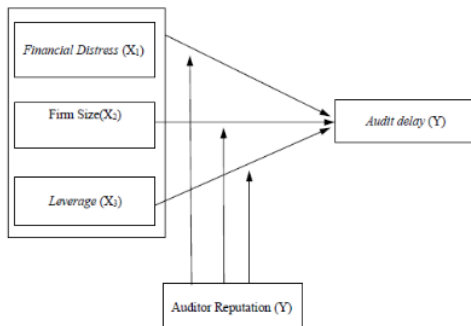 Financial Distress (X1)
Firm Size(X2)
Audit delay (Y)
Leverage (X3)
Auditor Reputation (Y)